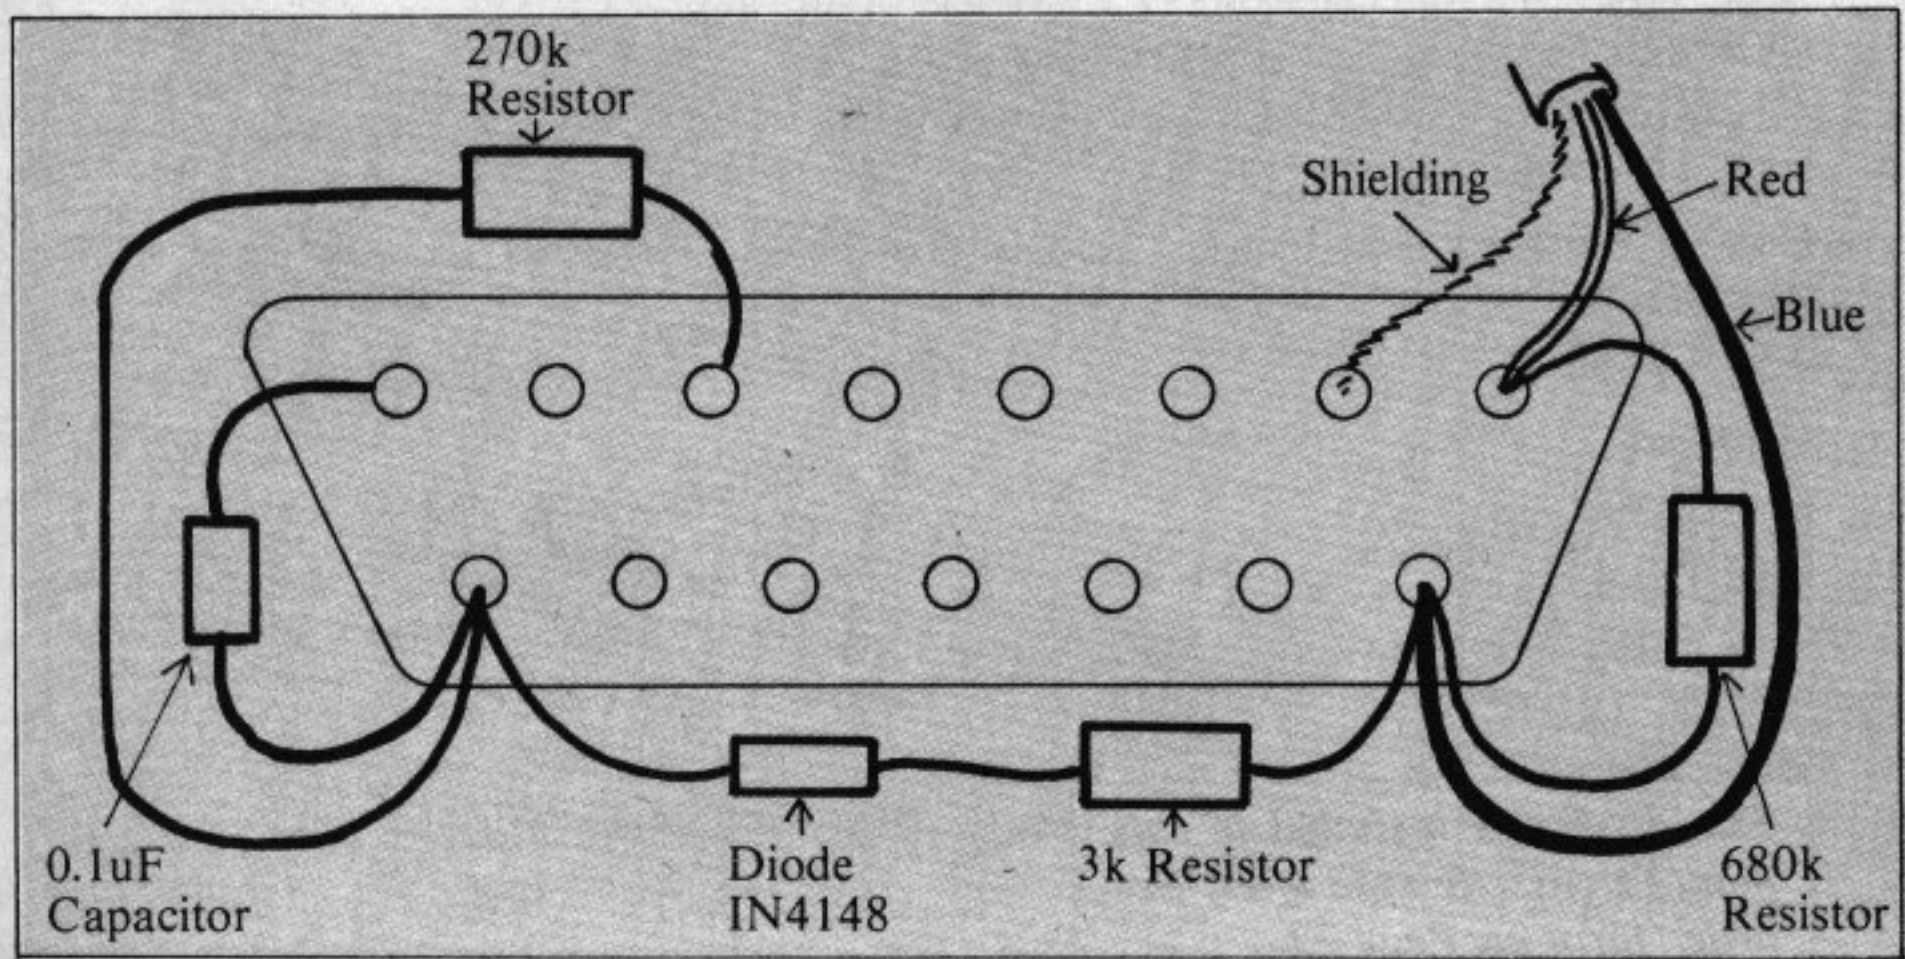 270k
Resistor
Shielding
Red
Blue
0.1uF
Capacitor
Diode
IN4148
3k Resistor
680k
Resistor